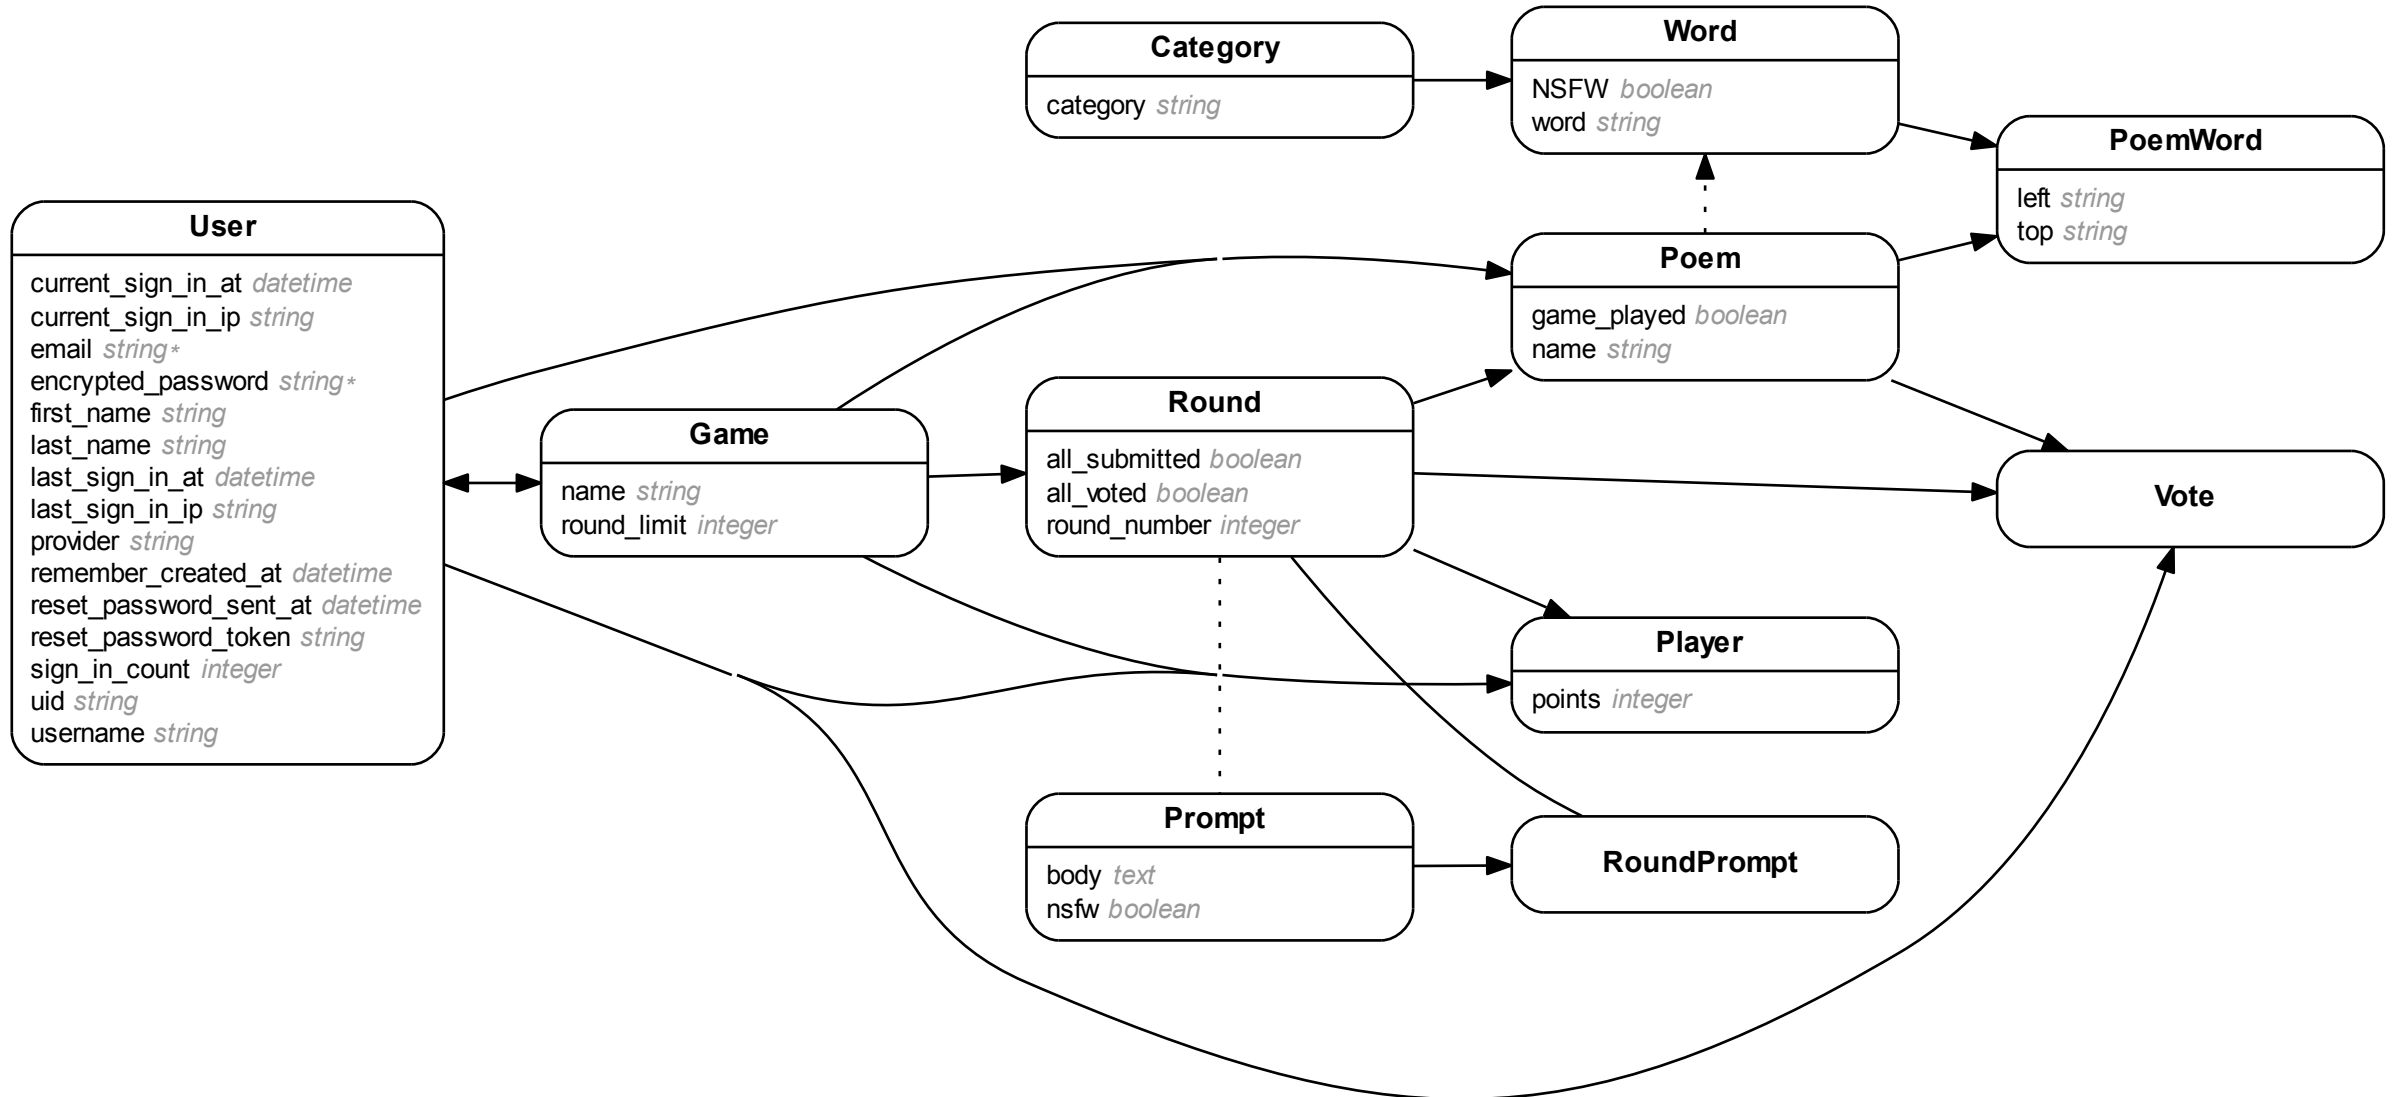 Category
category string
Word
NSFW boolean
word string
PoemWord
left string
top string
User
current_sign_in_at datetime
current_sign_in_ip string
email string*
encrypted_password string*
first_name string
last_name string
last_sign_in_at datetime
last_sign_in_ip string
provider string
remember_created_at datetime
reset_password_sent_at datetime
reset_password_token string
sign_in_count integer
uid string
username string
Poem
game_played boolean
name string
Game
name string
round_limit integer
Round
all_submitted boolean
all_voted boolean
round_number integer
Vote
Player
points integer
Prompt
body text
nsfw boolean
RoundPrompt